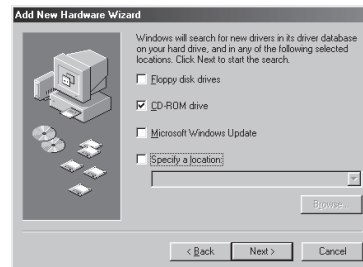 Add New Hardware Wizard
Windows will search for new drivers in its driver database
on your hard drive, and in any of the following selected
locations. Click Next to start the search.
Floppy disk drives
CD-ROM drive
Microsoft Windows Update
Specify a location:
Browse...
< Back
Next >
Cancel